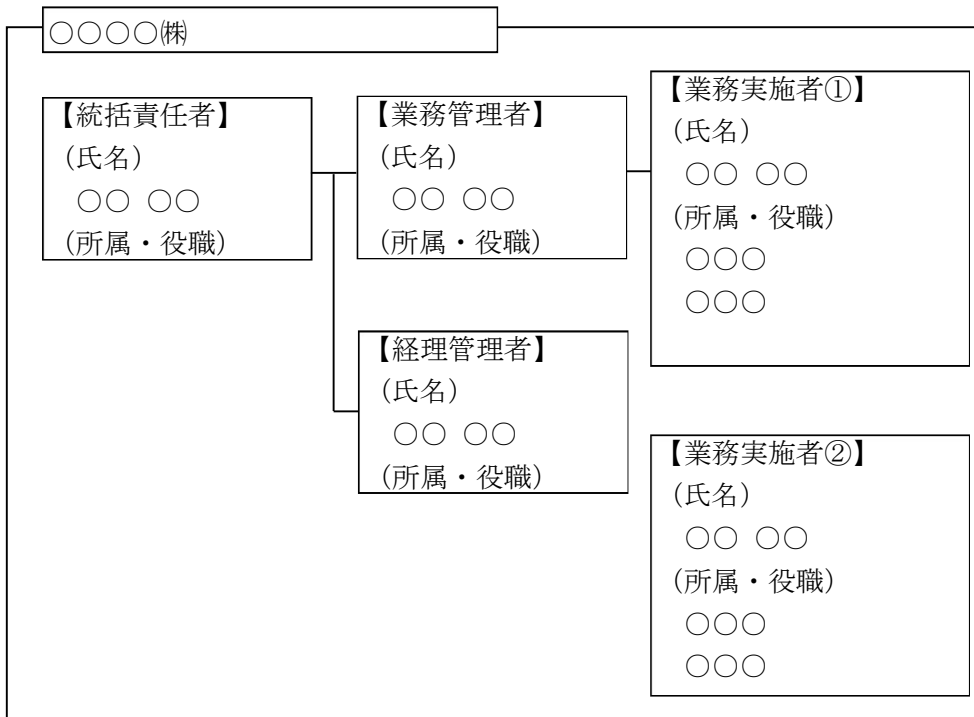 ○○○○㈱
【統括責任者】
(氏名)
○○ ○○
(所属・役職)
【業務管理者】
(氏名)
○○ ○○
(所属・役職)
【業務実施者①】
(氏名)
○○ ○○
(所属・役職)
○○○
○○○
【経理管理者】
(氏名)
○○ ○○
(所属・役職)
【業務実施者②】
(氏名)
○○ ○○
(所属・役職)
○○○
○○○